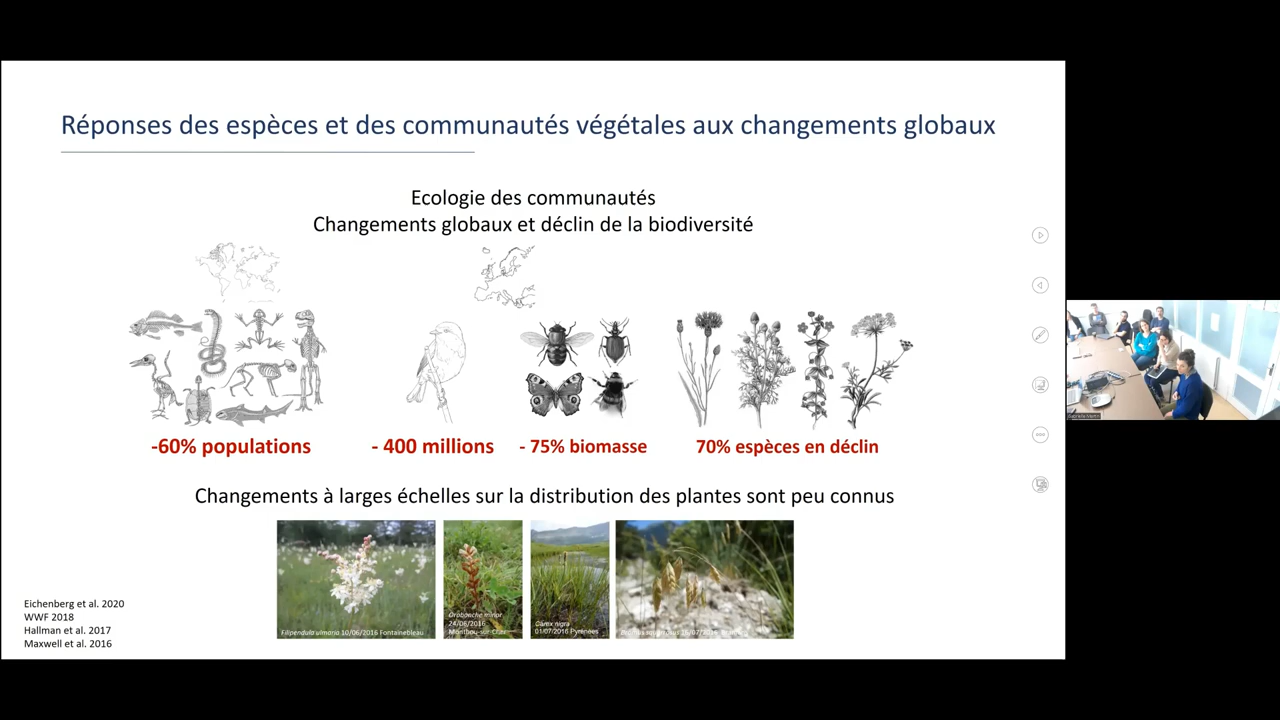 Réponses des espèces et des communautés végétales aux changements globaux
Ecologie des communautés
Changements globaux et déclin de la biodiversité
-60% populations
- 400 millions
- 75% biomasse
70% espèces en déclin
Changements à larges échelles sur la distribution des plantes sont peu connus
Filipendula ulmaria 10/06/2016 Fontainebleau
Orobanche minor
24/06/2016
Monthou-sur-Cher
Carex nigra
01/07/2016 Pyrénées
Eichenberg et al. 2020
WWF 2018
Hallman et al. 2017
Maxwell et al. 2016